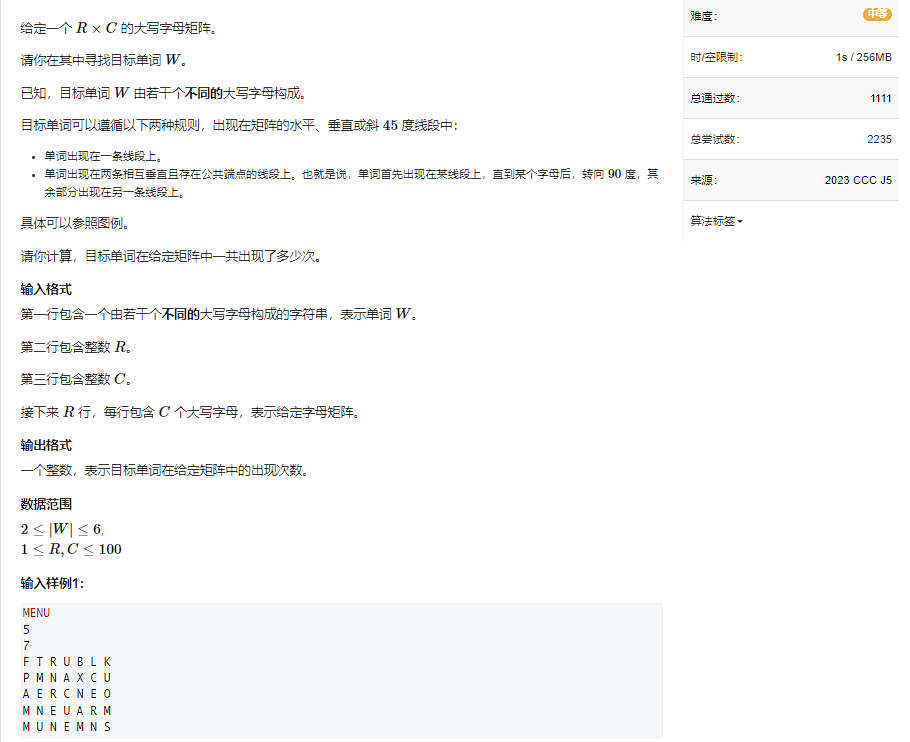 给定一个 R × C 的大写字母矩阵。
请你在其中寻找目标单词 W。
已知，目标单词 W 由若干个不同的大写字母构成。
目标单词可以遵循以下两种规则，出现在矩阵的水平、垂直或斜 45 度线段中：
• 单词出现在一条线段上。
• 单词出现在两条相互垂直且存在公共端点的线段上。也就是说，单词首先出现在某线段上，直到某个字母后，转向 90 度，其
余部分出现在另一条线段上。
具体可以参照图例。
请你计算，目标单词在给定矩阵中一共出现了多少次。
输入格式
第一行包含一个由若干个不同的大写字母构成的字符串，表示单词 W。
第二行包含整数 R。
第三行包含整数 C。
接下来 R 行，每行包含 C 个大写字母，表示给定字母矩阵。
输出格式
一个整数，表示目标单词在给定矩阵中的出现次数。
数据范围
2 ≤ |W| ≤ 6,
1 ≤ R, C ≤ 100
输入样例1：
MENU
5
7
F T R U B L K
P M N A X C U
A E R C N E O
M N E U A R M
M U N E M N S
难度： 中等
时/空限制： 1s / 256MB
总通过数： 1111
总尝试数： 2235
来源： 2023 CCC J5
算法标签